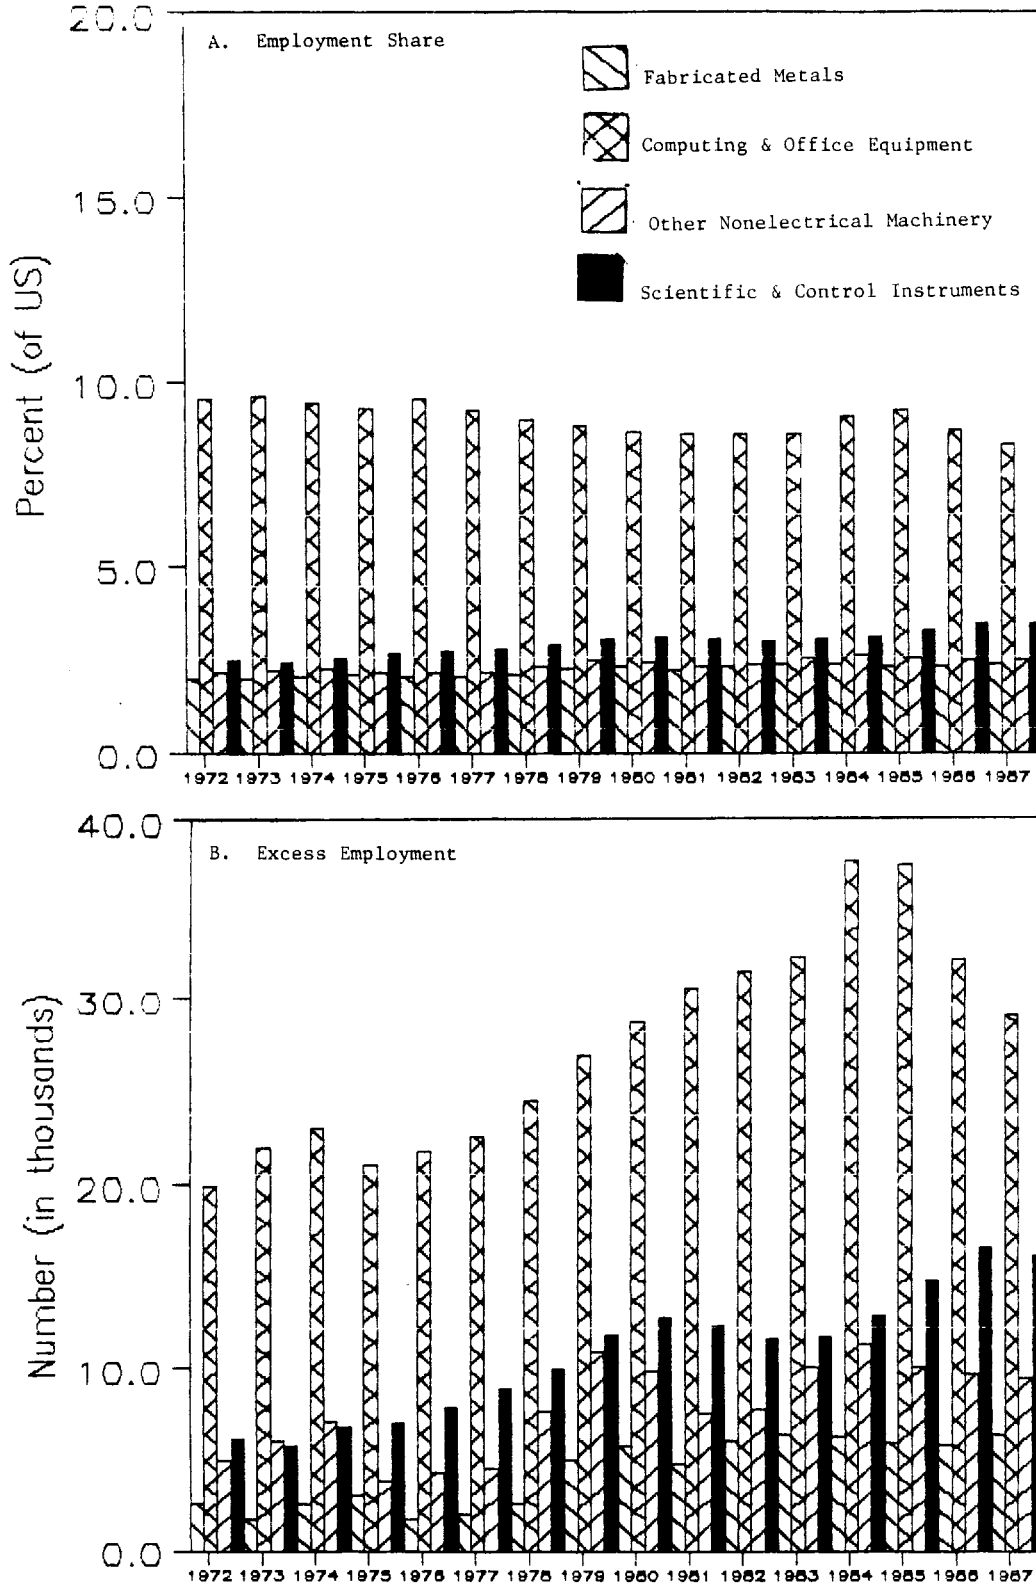 20.0
A. Employment Share
Fabricated Metals
Computing & Office Equipment
15.0
Other Nonelectrical Machinery
Scientific & Control Instruments
Percent (of US)
10.0
5.0
0.0
1972 1973 1974 1975 1976 1977 1978 1979 1980 1981 1982 1983 1984 1985 1986 1987
40.0
B. Excess Employment
30.0
Number (in thousands)
20.0
10.0
0.0
1972 1973 1974 1975 1976 1977 1978 1979 1980 1981 1982 1983 1984 1985 1986 1987